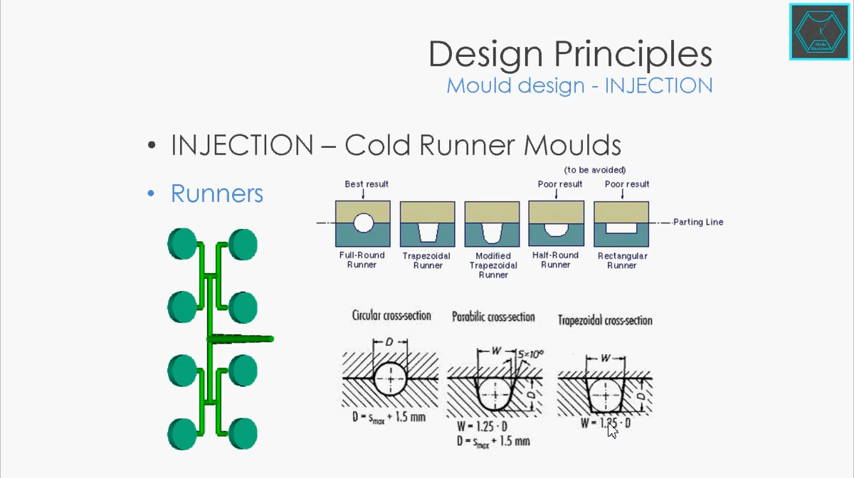 Design Principles
Mould design - INJECTION
• INJECTION – Cold Runner Moulds
• Runners
(to be avoided)
Best result
Poor result
Poor result
Parting Line
Full-Round
Runner
Trapezoidal
Runner
Modified
Trapezoidal
Runner
Half-Round
Runner
Rectangular
Runner
Circular cross-section
Parabilic cross-section
Trapezoidal cross-section
D
W
5×10°
D
W
D
D = smax + 1.5 mm
W = 1.25 · D
D = smax + 1.5 mm
W = 1.25 · D